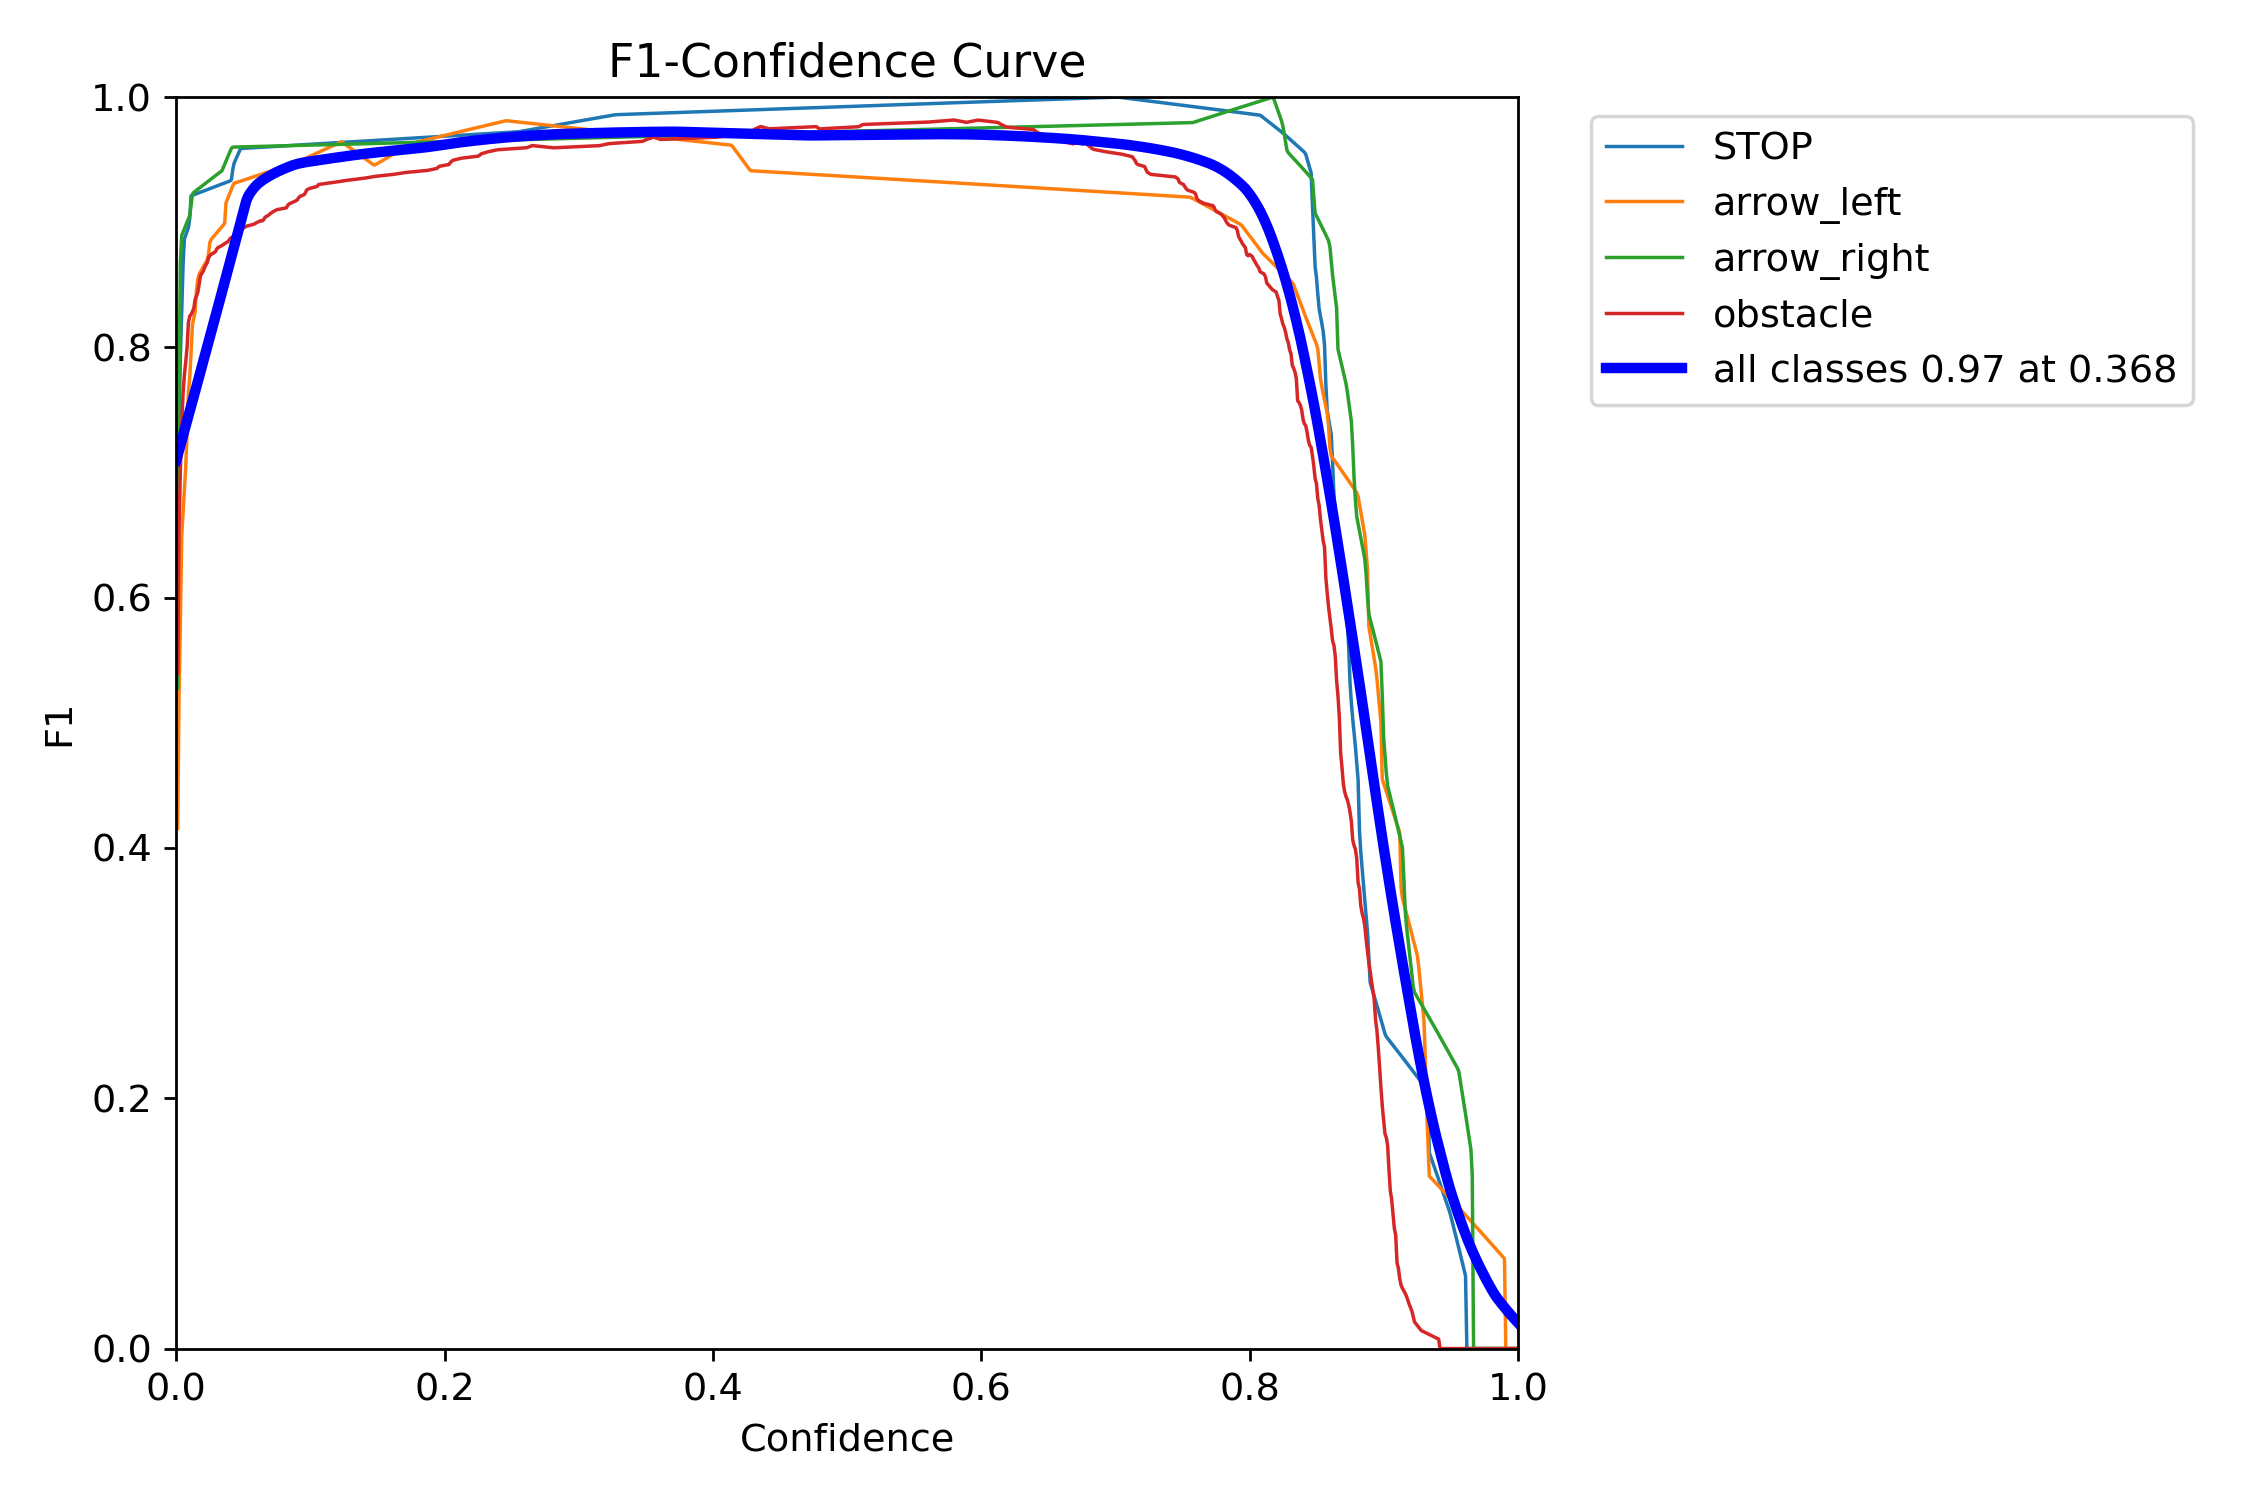 F1-Confidence Curve
1.0
0.8
0.6
0.4
0.2
0.0
F1
0.0 0.2 0.4 0.6 0.8 1.0
Confidence
STOP
arrow_left
arrow_right
obstacle
all classes 0.97 at 0.368